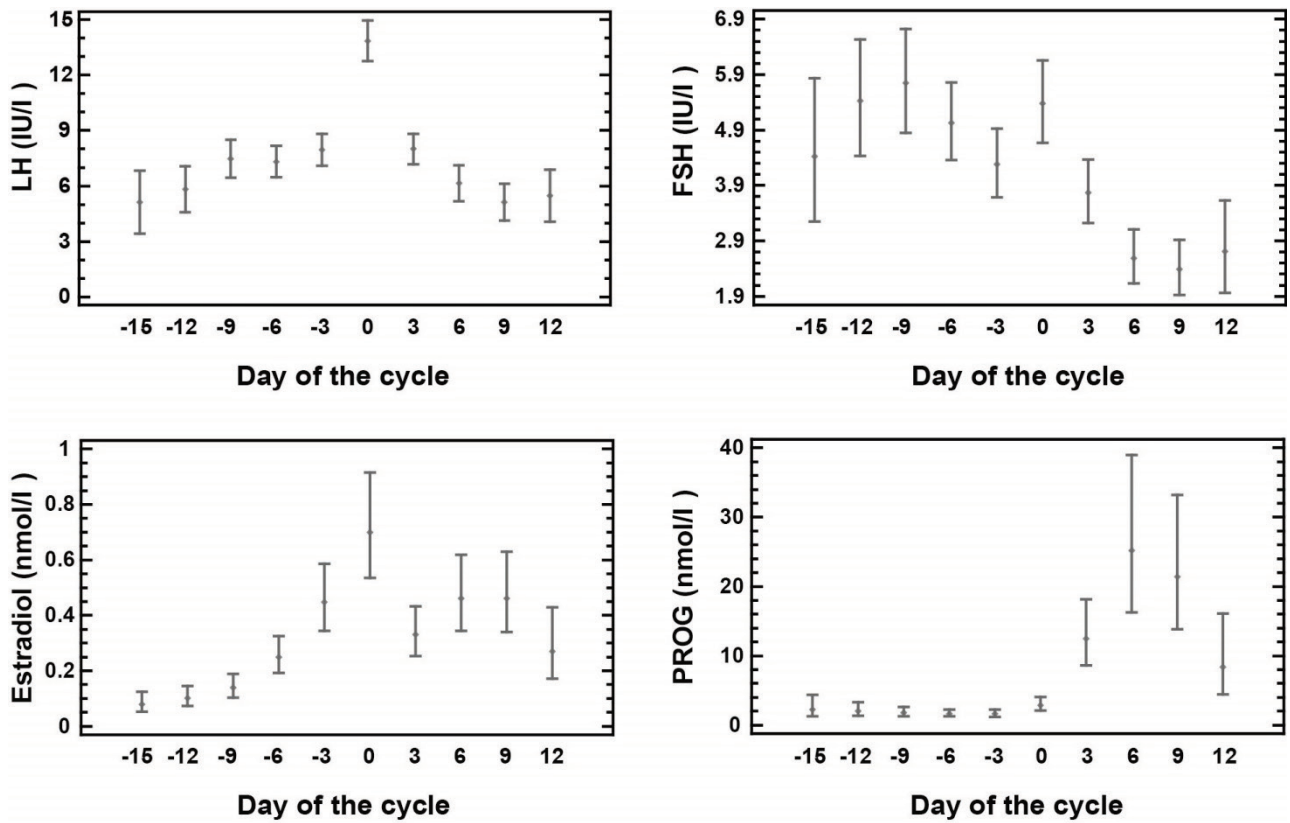 LH (IU/l )
15
12
9
6
3
0
-15 -12 -9 -6 -3 0 3 6 9 12
Day of the cycle
FSH (IU/l )
6.9
5.9
4.9
3.9
2.9
1.9
-15 -12 -9 -6 -3 0 3 6 9 12
Day of the cycle
Estradiol (nmol/l )
1
0.8
0.6
0.4
0.2
0
-15 -12 -9 -6 -3 0 3 6 9 12
Day of the cycle
PROG (nmol/l )
40
30
20
10
0
-15 -12 -9 -6 -3 0 3 6 9 12
Day of the cycle